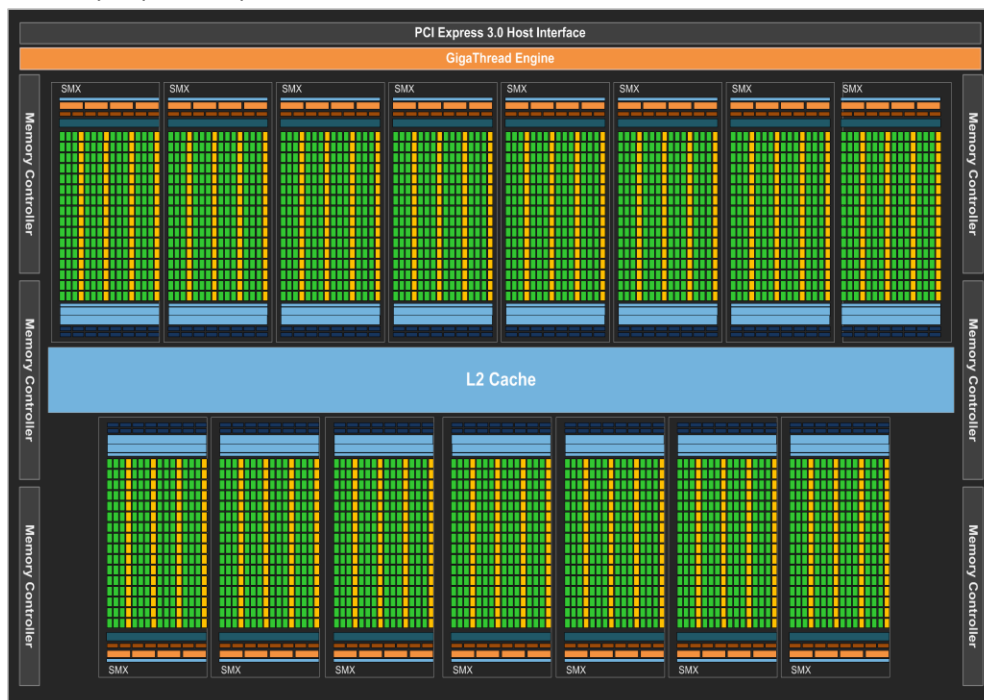 PCI Express 3.0 Host Interface
GigaThread Engine
SMX
SMX
SMX
SMX
SMX
SMX
SMX
SMX
Memory Controller
Memory Controller
Memory Controller
Memory Controller
Memory Controller
Memory Controller
L2 Cache
SMX
SMX
SMX
SMX
SMX
SMX
SMX